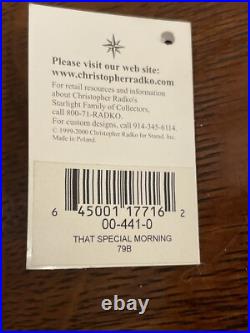 Please visit our web site:
www.christopherradko.com
For retail resources and information
about Christopher Radko's
Starlight Family of Collectors,
call 800-71-RADKO.
For custom designs, call 914-345-6114.
© 1999-2000 Christopher Radko for Starad, Inc.
Made in Poland.
6 45001 17716 2
00-441-0
THAT SPECIAL MORNING
79B